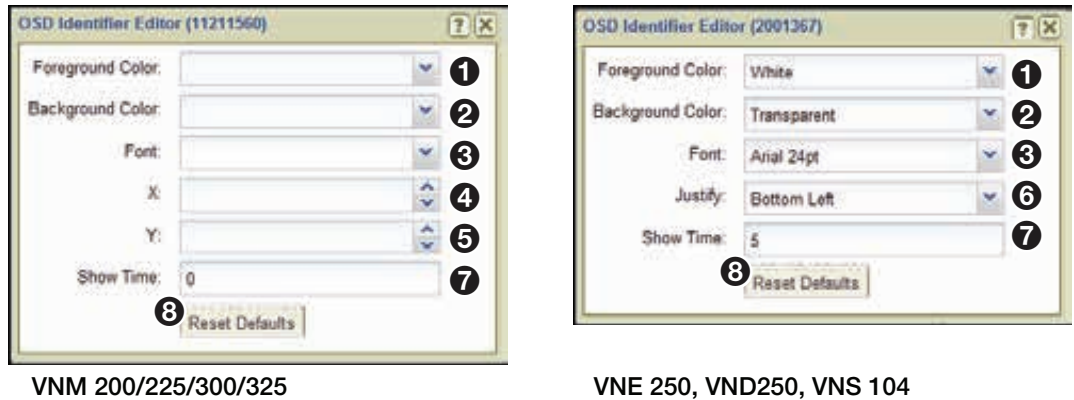 OSD Identifier Editor (11211560) ?
Foreground Color: 1
Background Color: 2
Font: 3
X: 4
Y: 5
Show Time: 0 7
8 Reset Defaults
VNM 200/225/300/325
OSD Identifier Editor (2001367) ?
Foreground Color: White 1
Background Color: Transparent 2
Font: Arial 24pt 3
Justify: Bottom Left 6
Show Time: 5 7
8 Reset Defaults
VNE 250, VND250, VNS 104